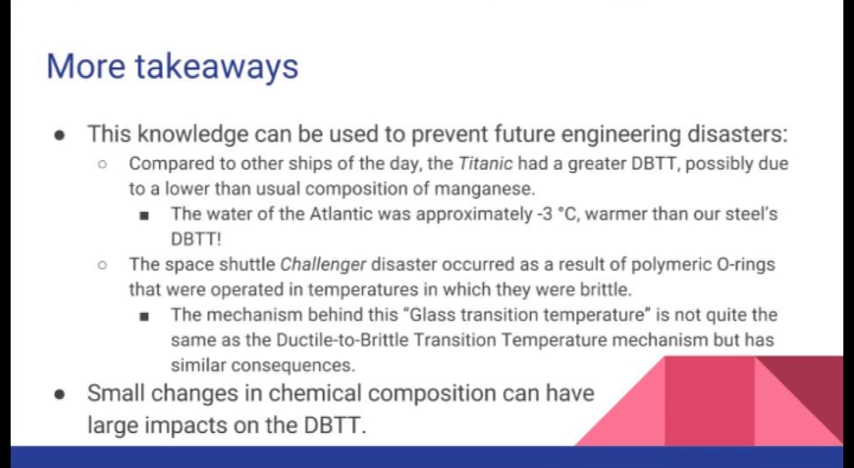 More takeaways
● This knowledge can be used to prevent future engineering disasters:
○ Compared to other ships of the day, the Titanic had a greater DBTT, possibly due
to a lower than usual composition of manganese.
■ The water of the Atlantic was approximately -3 °C, warmer than our steel's
DBTT!
○ The space shuttle Challenger disaster occurred as a result of polymeric O-rings
that were operated in temperatures in which they were brittle.
■ The mechanism behind this "Glass transition temperature" is not quite the
same as the Ductile-to-Brittle Transition Temperature mechanism but has
similar consequences.
● Small changes in chemical composition can have
large impacts on the DBTT.